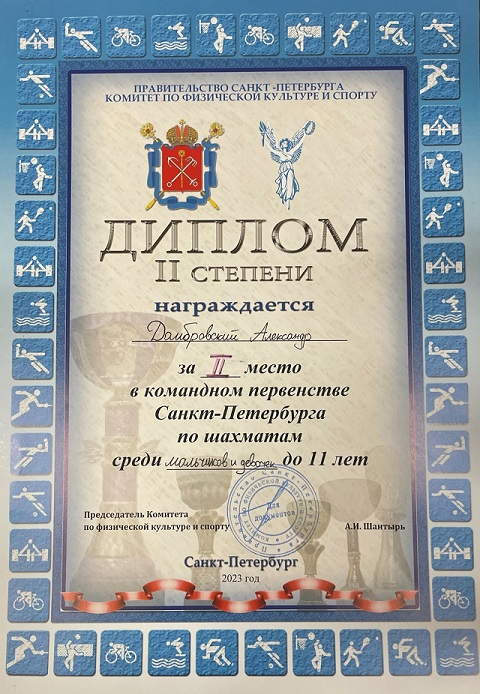 ПРАВИТЕЛЬСТВО САНКТ -ПЕТЕРБУРГА
КОМИТЕТ ПО ФИЗИЧЕСКОЙ КУЛЬТУРЕ И СПОРТУ
ДИПЛОМ
II СТЕПЕНИ
награждается
Домбровский Александр
за II место
в командном первенстве
Санкт-Петербурга
по шахматам
среди мальчиков и девочек до 11 лет
Председатель Комитета
по физической культуре и спорту А.И. Шантырь
Для
документов
Санкт-Петербург
2023 год